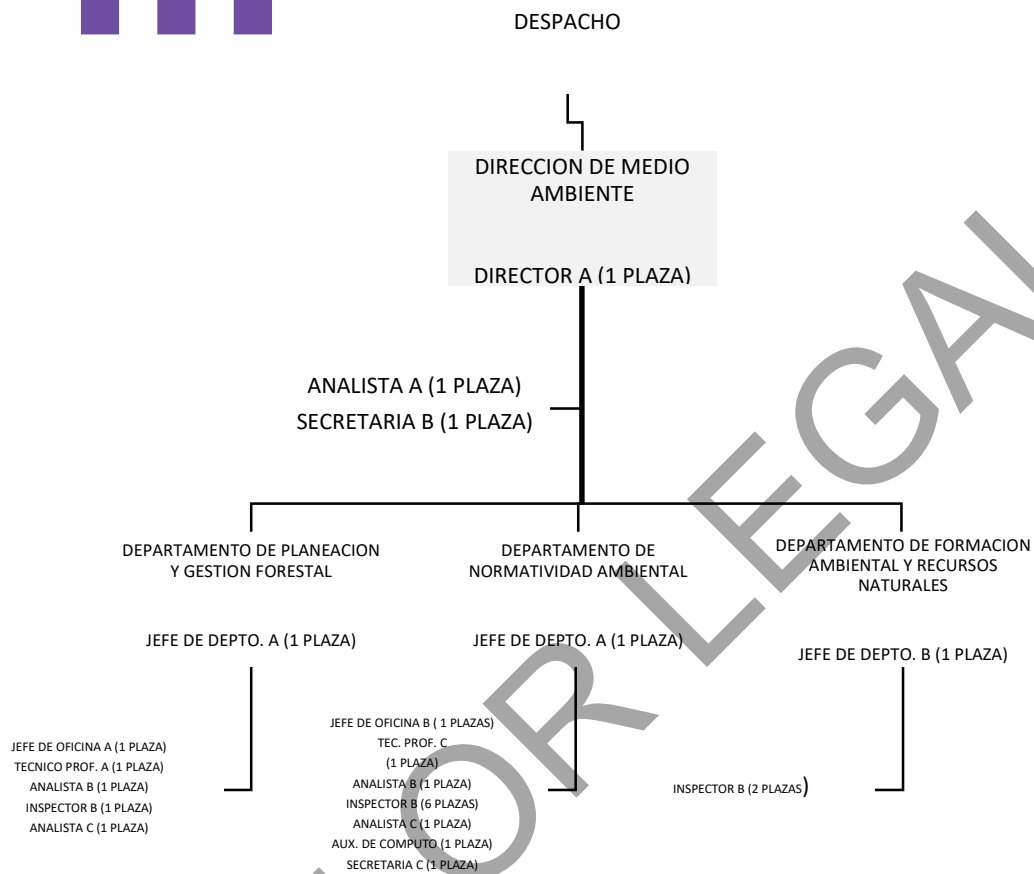 DESPACHO
DIRECCION DE MEDIO
AMBIENTE
DIRECTOR A (1 PLAZA)
ANALISTA A (1 PLAZA)
SECRETARIA B (1 PLAZA)
DEPARTAMENTO DE PLANEACION
Y GESTION FORESTAL
JEFE DE DEPTO. A (1 PLAZA)
JEFE DE OFICINA A (1 PLAZA)
TECNICO PROF. A (1 PLAZA)
ANALISTA B (1 PLAZA)
INSPECTOR B (1 PLAZA)
ANALISTA C (1 PLAZA)
DEPARTAMENTO DE
NORMATIVIDAD AMBIENTAL
JEFE DE DEPTO. A (1 PLAZA)
JEFE DE OFICINA B ( 1 PLAZAS)
TEC. PROF. C
(1 PLAZA)
ANALISTA B (1 PLAZA)
INSPECTOR B (6 PLAZAS)
ANALISTA C (1 PLAZA)
AUX. DE COMPUTO (1 PLAZA)
SECRETARIA C (1 PLAZA)
DEPARTAMENTO DE FORMACION
AMBIENTAL Y RECURSOS
NATURALES
JEFE DE DEPTO. B (1 PLAZA)
INSPECTOR B (2 PLAZAS)
OR LEGAL